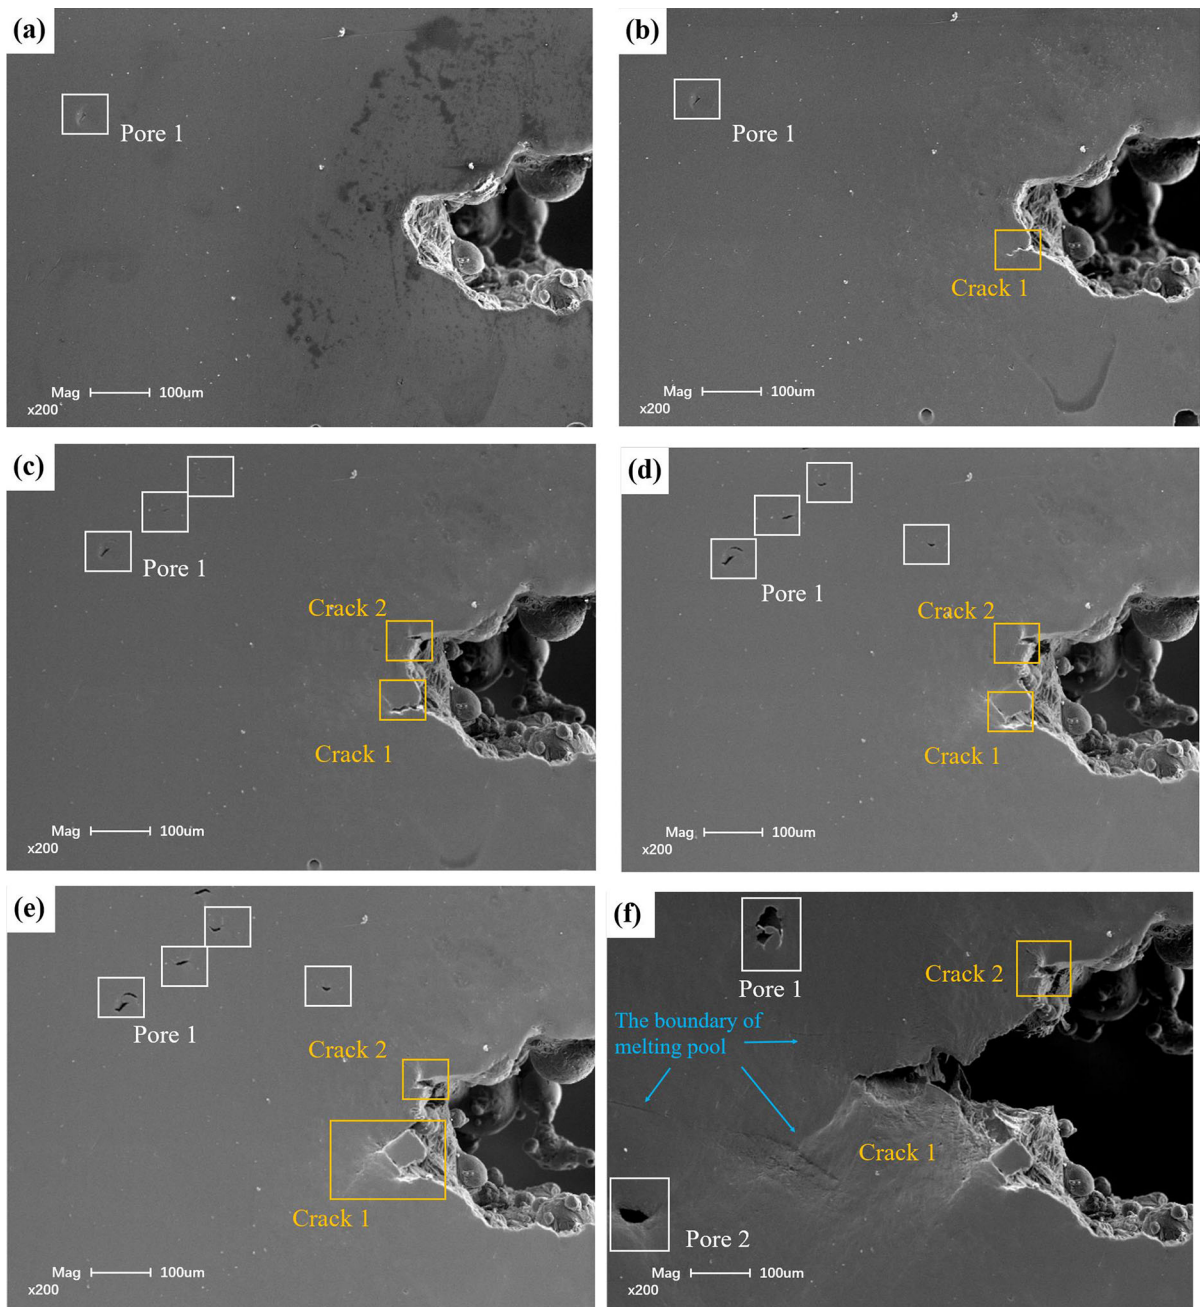 (a)
Pore 1
Mag 100um
x200
(b)
Pore 1
Crack 1
Mag 100um
x200
(c)
Pore 1
Crack 2
Crack 1
Mag 100um
x200
(d)
Pore 1
Crack 2
Crack 1
Mag 100um
x200
(e)
Pore 1
Crack 2
Crack 1
Mag 100um
x200
(f)
Crack 2
Pore 1
The boundary of
melting pool
Crack 1
Pore 2
Mag 100um
x200